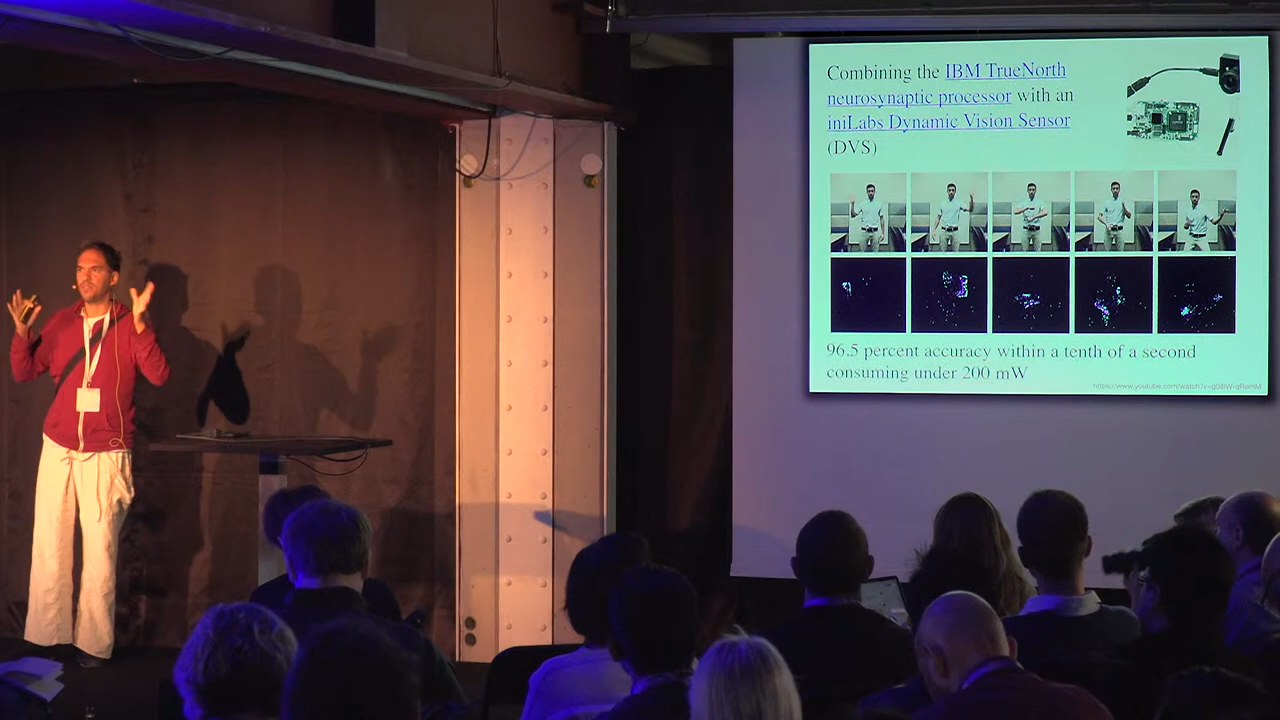 Combining the IBM TrueNorth
neurosynaptic processor with an
iniLabs Dynamic Vision Sensor
(DVS)
96.5 percent accuracy within a tenth of a second
consuming under 200 mW